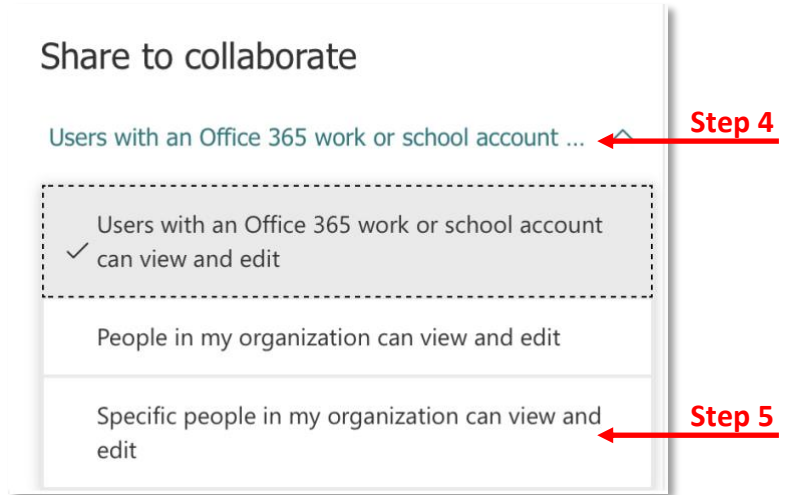 Share to collaborate
Users with an Office 365 work or school account ...
Step 4
Users with an Office 365 work or school account
can view and edit
People in my organization can view and edit
Specific people in my organization can view and
edit
Step 5